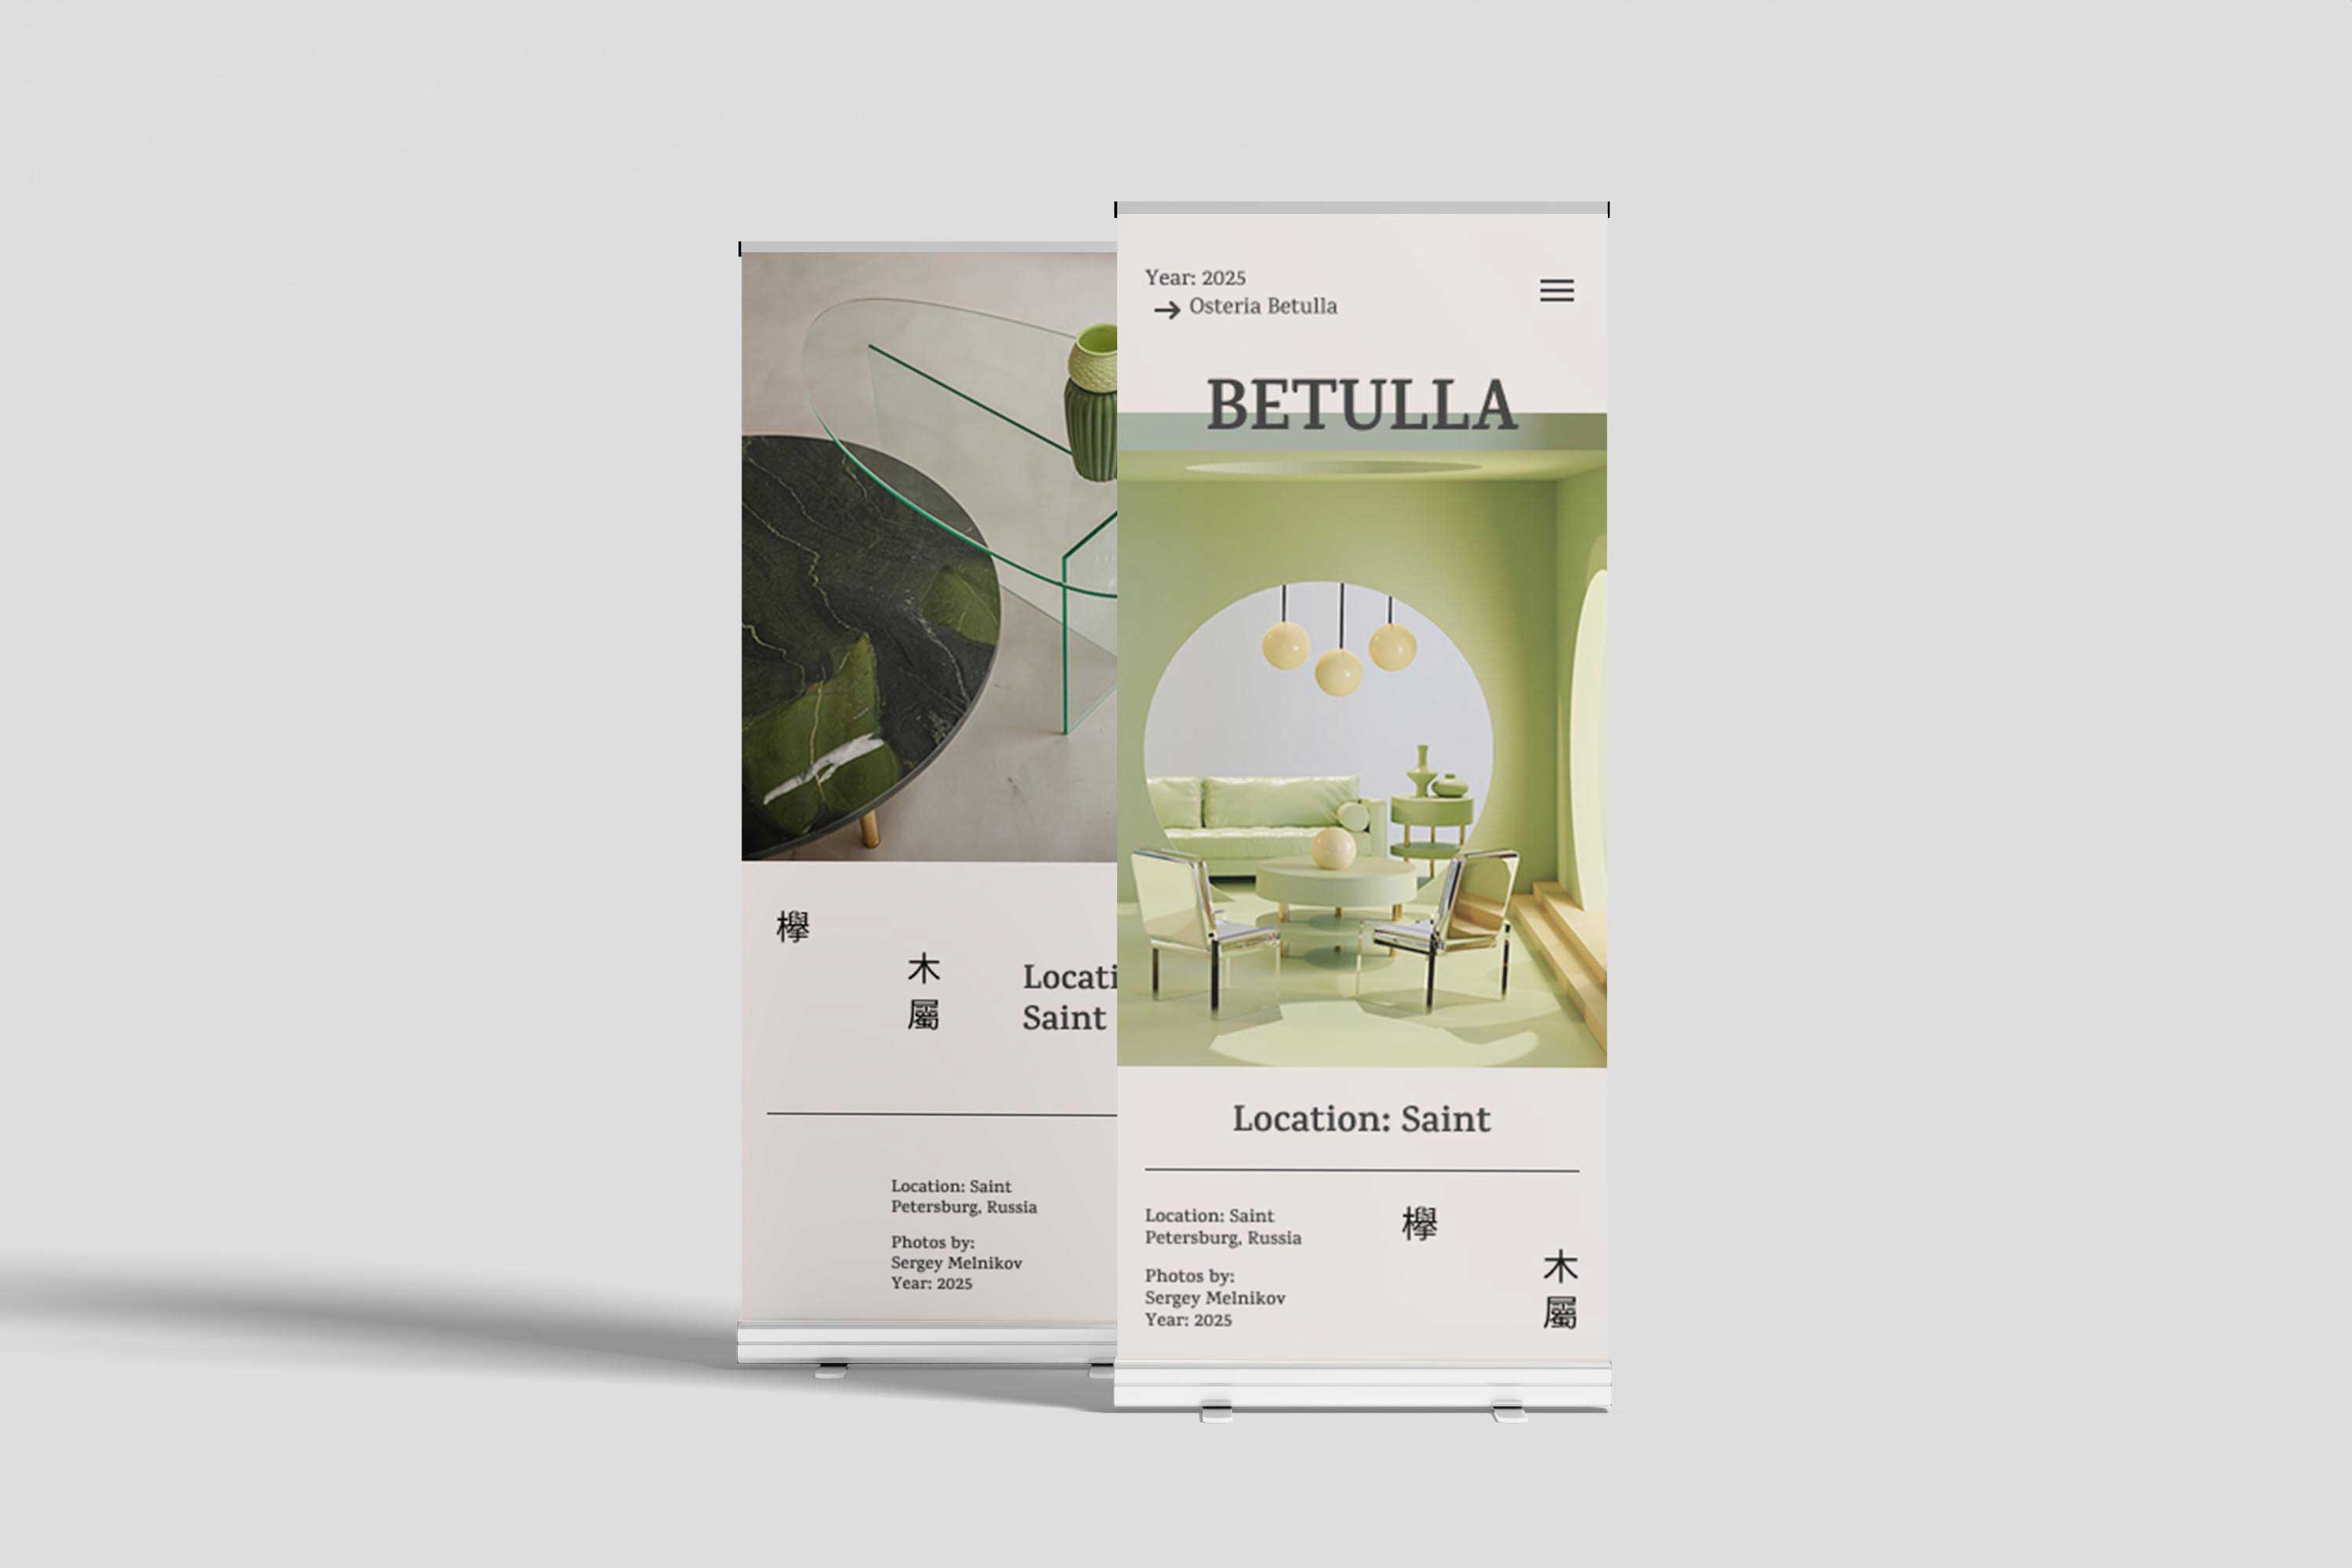 欅
木
屬
Locati
Saint
Location: Saint
Petersburg, Russia
Photos by:
Sergey Melnikov
Year: 2025
Year: 2025
→ Osteria Betulla
BETULLA
Location: Saint
Location: Saint
Petersburg, Russia
Photos by:
Sergey Melnikov
Year: 2025
欅
木
屬